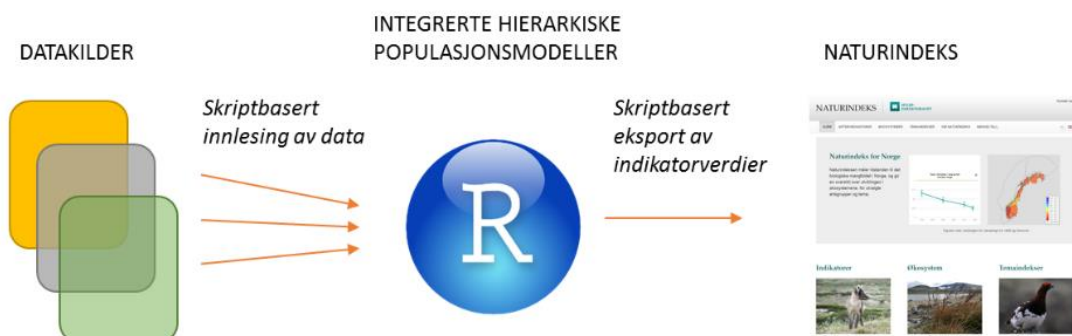 DATAKILDER
INTEGRERTE HIERARKISKE
POPULASJONSMODELLER
NATURINDEKS
Skriptbasert
innlesing av data
R
Skriptbasert
eksport av
indikatorverdier
NATURINDEKS
Naturindeks for Norge
Indikatorer
Økosystem
Temaindekser